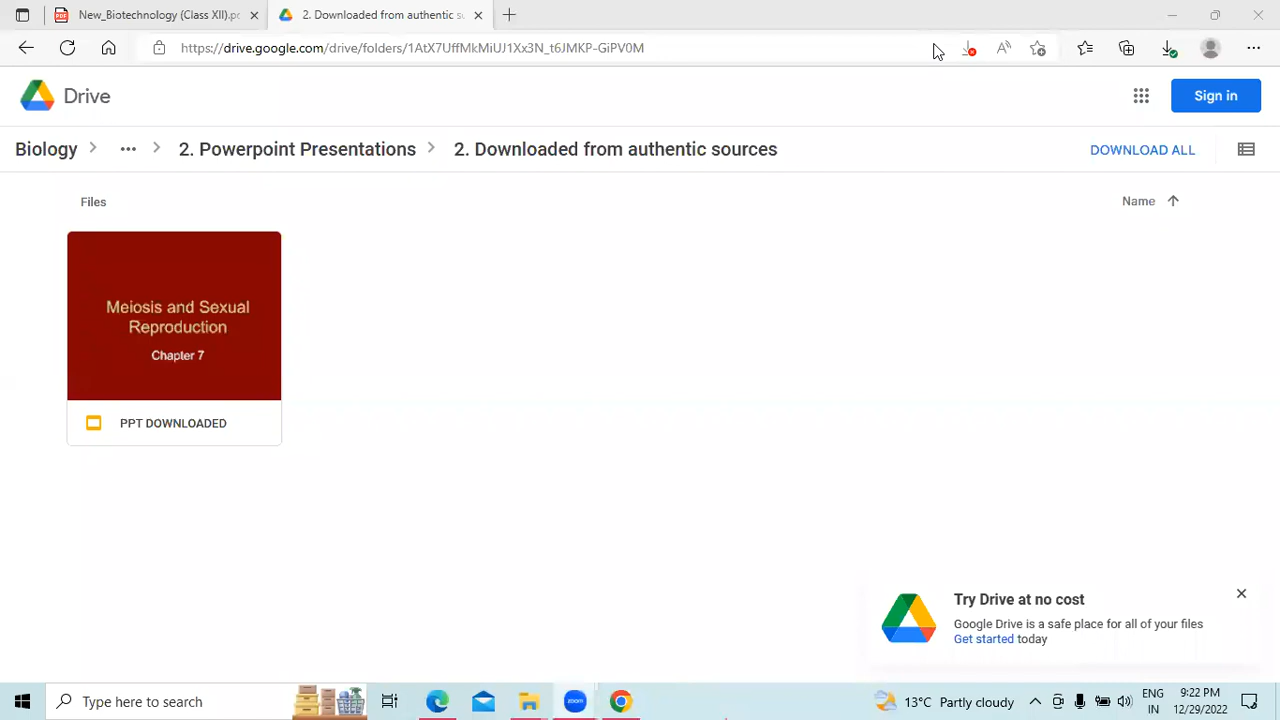 New_Biotechnology (Class XII).pc
2. Downloaded from authentic su
https://drive.google.com/drive/folders/1AtX7UffMkMiUJ1Xx3N_t6JMKP-GiPV0M
Drive
Sign in
Biology
2. Powerpoint Presentations
2. Downloaded from authentic sources
DOWNLOAD ALL
Files
Name
Meiosis and Sexual
Reproduction
Chapter 7
PPT DOWNLOADED
Try Drive at no cost
Google Drive is a safe place for all of your files
Get started today
Type here to search
zoom
13°C Partly cloudy
ENG
IN
9:22 PM
12/29/2022